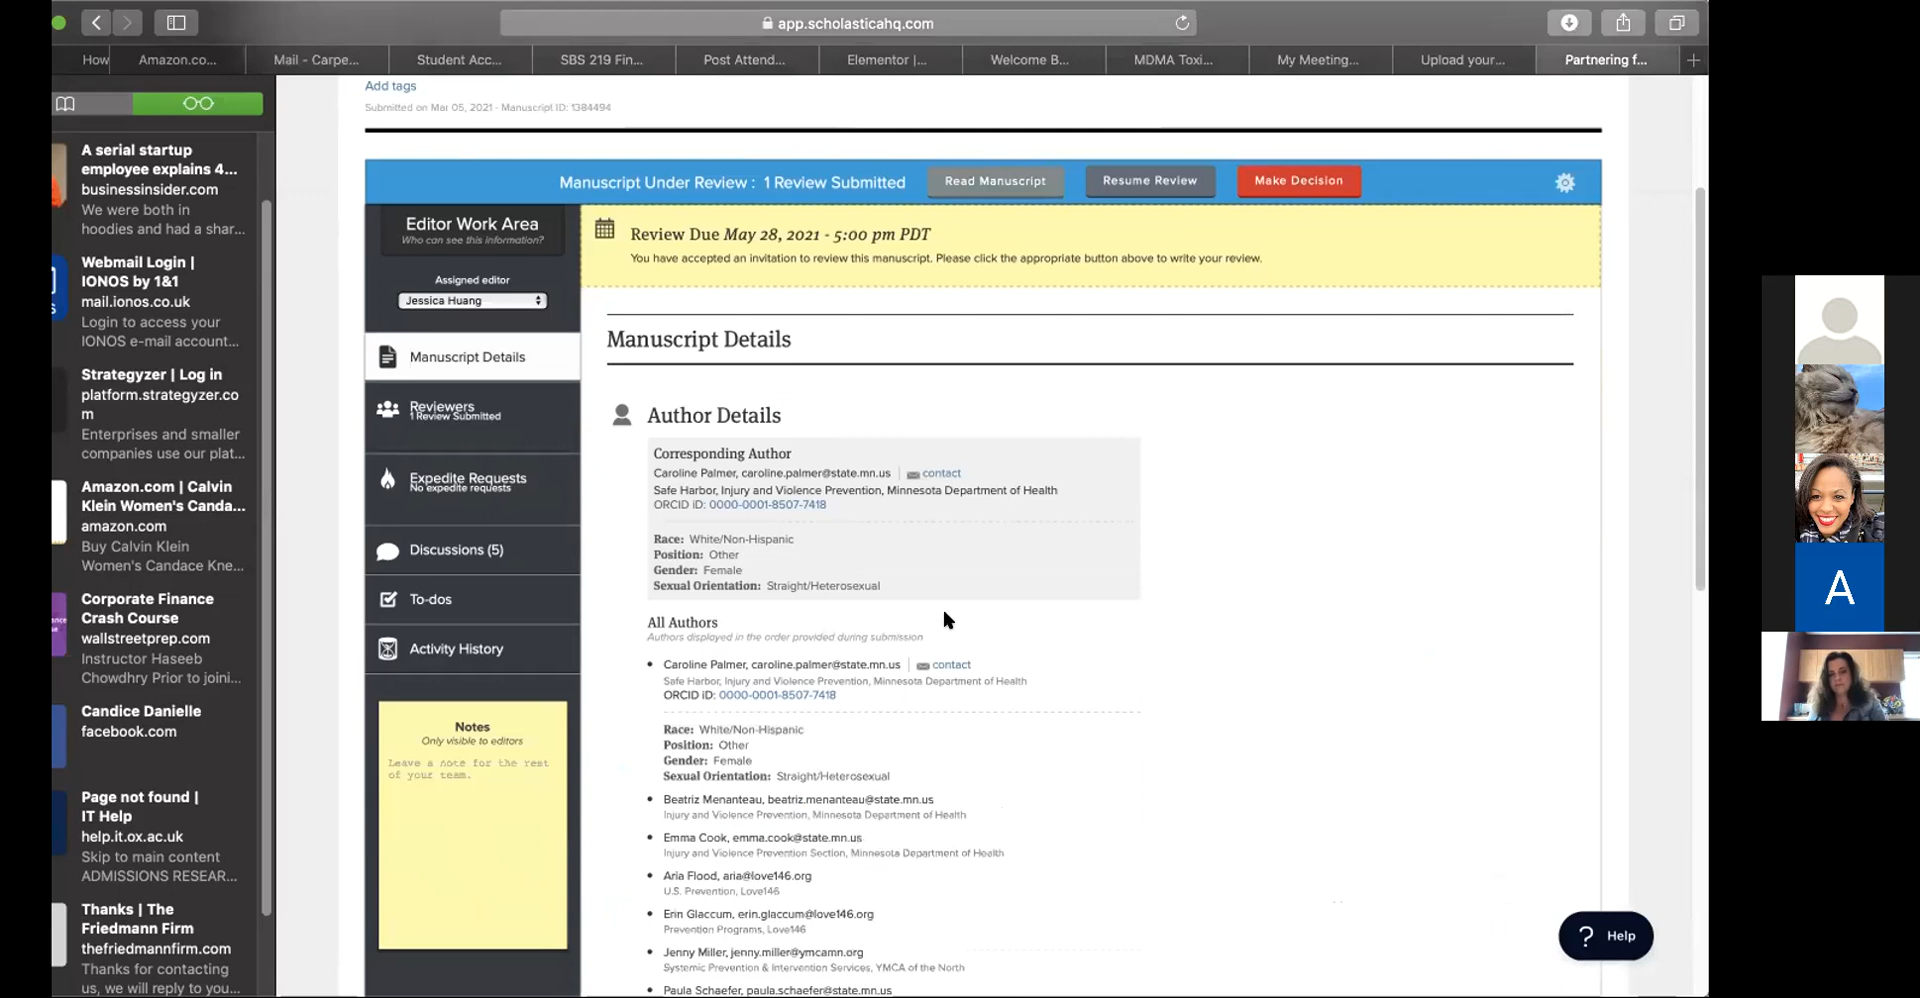 app.scholasticahq.com
How
Amazon.co...
Mail - Carpe...
Student Acc...
SBS 219 Fin...
Post Attend...
Elementor |...
Welcome B...
MDMA Toxi...
My Meeting...
Upload your...
Partnering f...
A serial startup
employee explains 4...
businessinsider.com
We were both in
hoodies and had a shar...
Webmail Login |
IONOS by 1&1
mail.ionos.co.uk
Login to access your
IONOS e-mail account...
Strategyzer | Log in
platform.strategyzer.co
m
Enterprises and smaller
companies use our plat...
Amazon.com | Calvin
Klein Women's Canda...
amazon.com
Buy Calvin Klein
Women's Candace Kne...
Corporate Finance
Crash Course
wallstreetprep.com
Instructor Haseeb
Chowdhry Prior to joini...
Candice Danielle
facebook.com
Page not found |
IT Help
help.it.ox.ac.uk
Skip to main content
ADMISSIONS RESEAR...
Thanks | The
Friedmann Firm
thefriedmannfirm.com
Thanks for contacting
us, we will reply to you...
Add tags
Submitted on Mar 05, 2021 - Manuscript ID: 1384494
Manuscript Under Review : 1 Review Submitted
Read Manuscript
Resume Review
Make Decision
Editor Work Area
Who can see this information?
Assigned editor
Jessica Huang
Manuscript Details
Reviewers
1 Review Submitted
Expedite Requests
No expedite requests
Discussions (5)
To-dos
Activity History
Notes
Only visible to editors
Leave a note for the rest
of your team.
Review Due May 28, 2021 - 5:00 pm PDT
You have accepted an invitation to review this manuscript. Please click the appropriate button above to write your review.
Manuscript Details
Author Details
Corresponding Author
Caroline Palmer, caroline.palmer@state.mn.us | contact
Safe Harbor, Injury and Violence Prevention, Minnesota Department of Health
ORCID iD: 0000-0001-8507-7418
Race: White/Non-Hispanic
Position: Other
Gender: Female
Sexual Orientation: Straight/Heterosexual
All Authors
Authors displayed in the order provided during submission
Caroline Palmer, caroline.palmer@state.mn.us | contact
Safe Harbor, Injury and Violence Prevention, Minnesota Department of Health
ORCID iD: 0000-0001-8507-7418
Race: White/Non-Hispanic
Position: Other
Gender: Female
Sexual Orientation: Straight/Heterosexual
Beatriz Menanteau, beatriz.menanteau@state.mn.us
Injury and Violence Prevention, Minnesota Department of Health
Emma Cook, emma.cook@state.mn.us
Injury and Violence Prevention Section, Minnesota Department of Health
Aria Flood, aria@love146.org
U.S. Prevention, Love146
Erin Glaccum, erin.glaccum@love146.org
Prevention Programs, Love146
Jenny Miller, jenny.miller@ymcamn.org
Systemic Prevention & Intervention Services, YMCA of the North
Paula Schaefer, paula.schaefer@state.mn.us
? Help
A